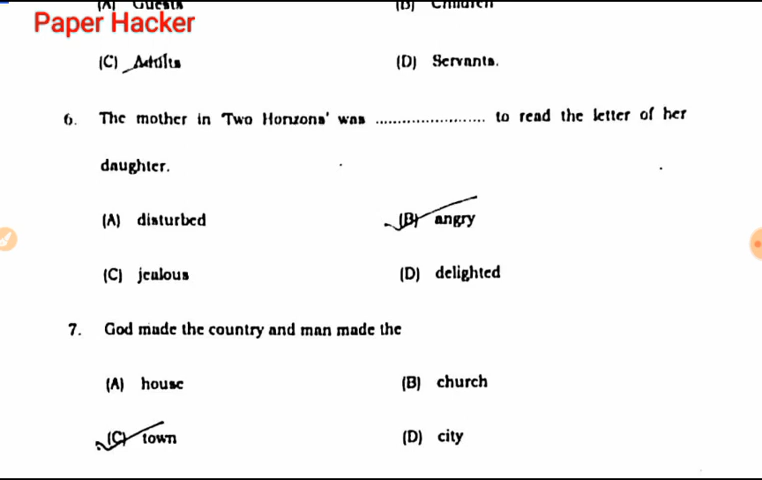 (A) Guests (B) Children
Paper Hacker
(C) Adults (D) Servants.
6. The mother in 'Two Horizons' was ........................ to read the letter of her
daughter.
(A) disturbed (B) angry
(C) jealous (D) delighted
7. God made the country and man made the
(A) house (B) church
(C) town (D) city